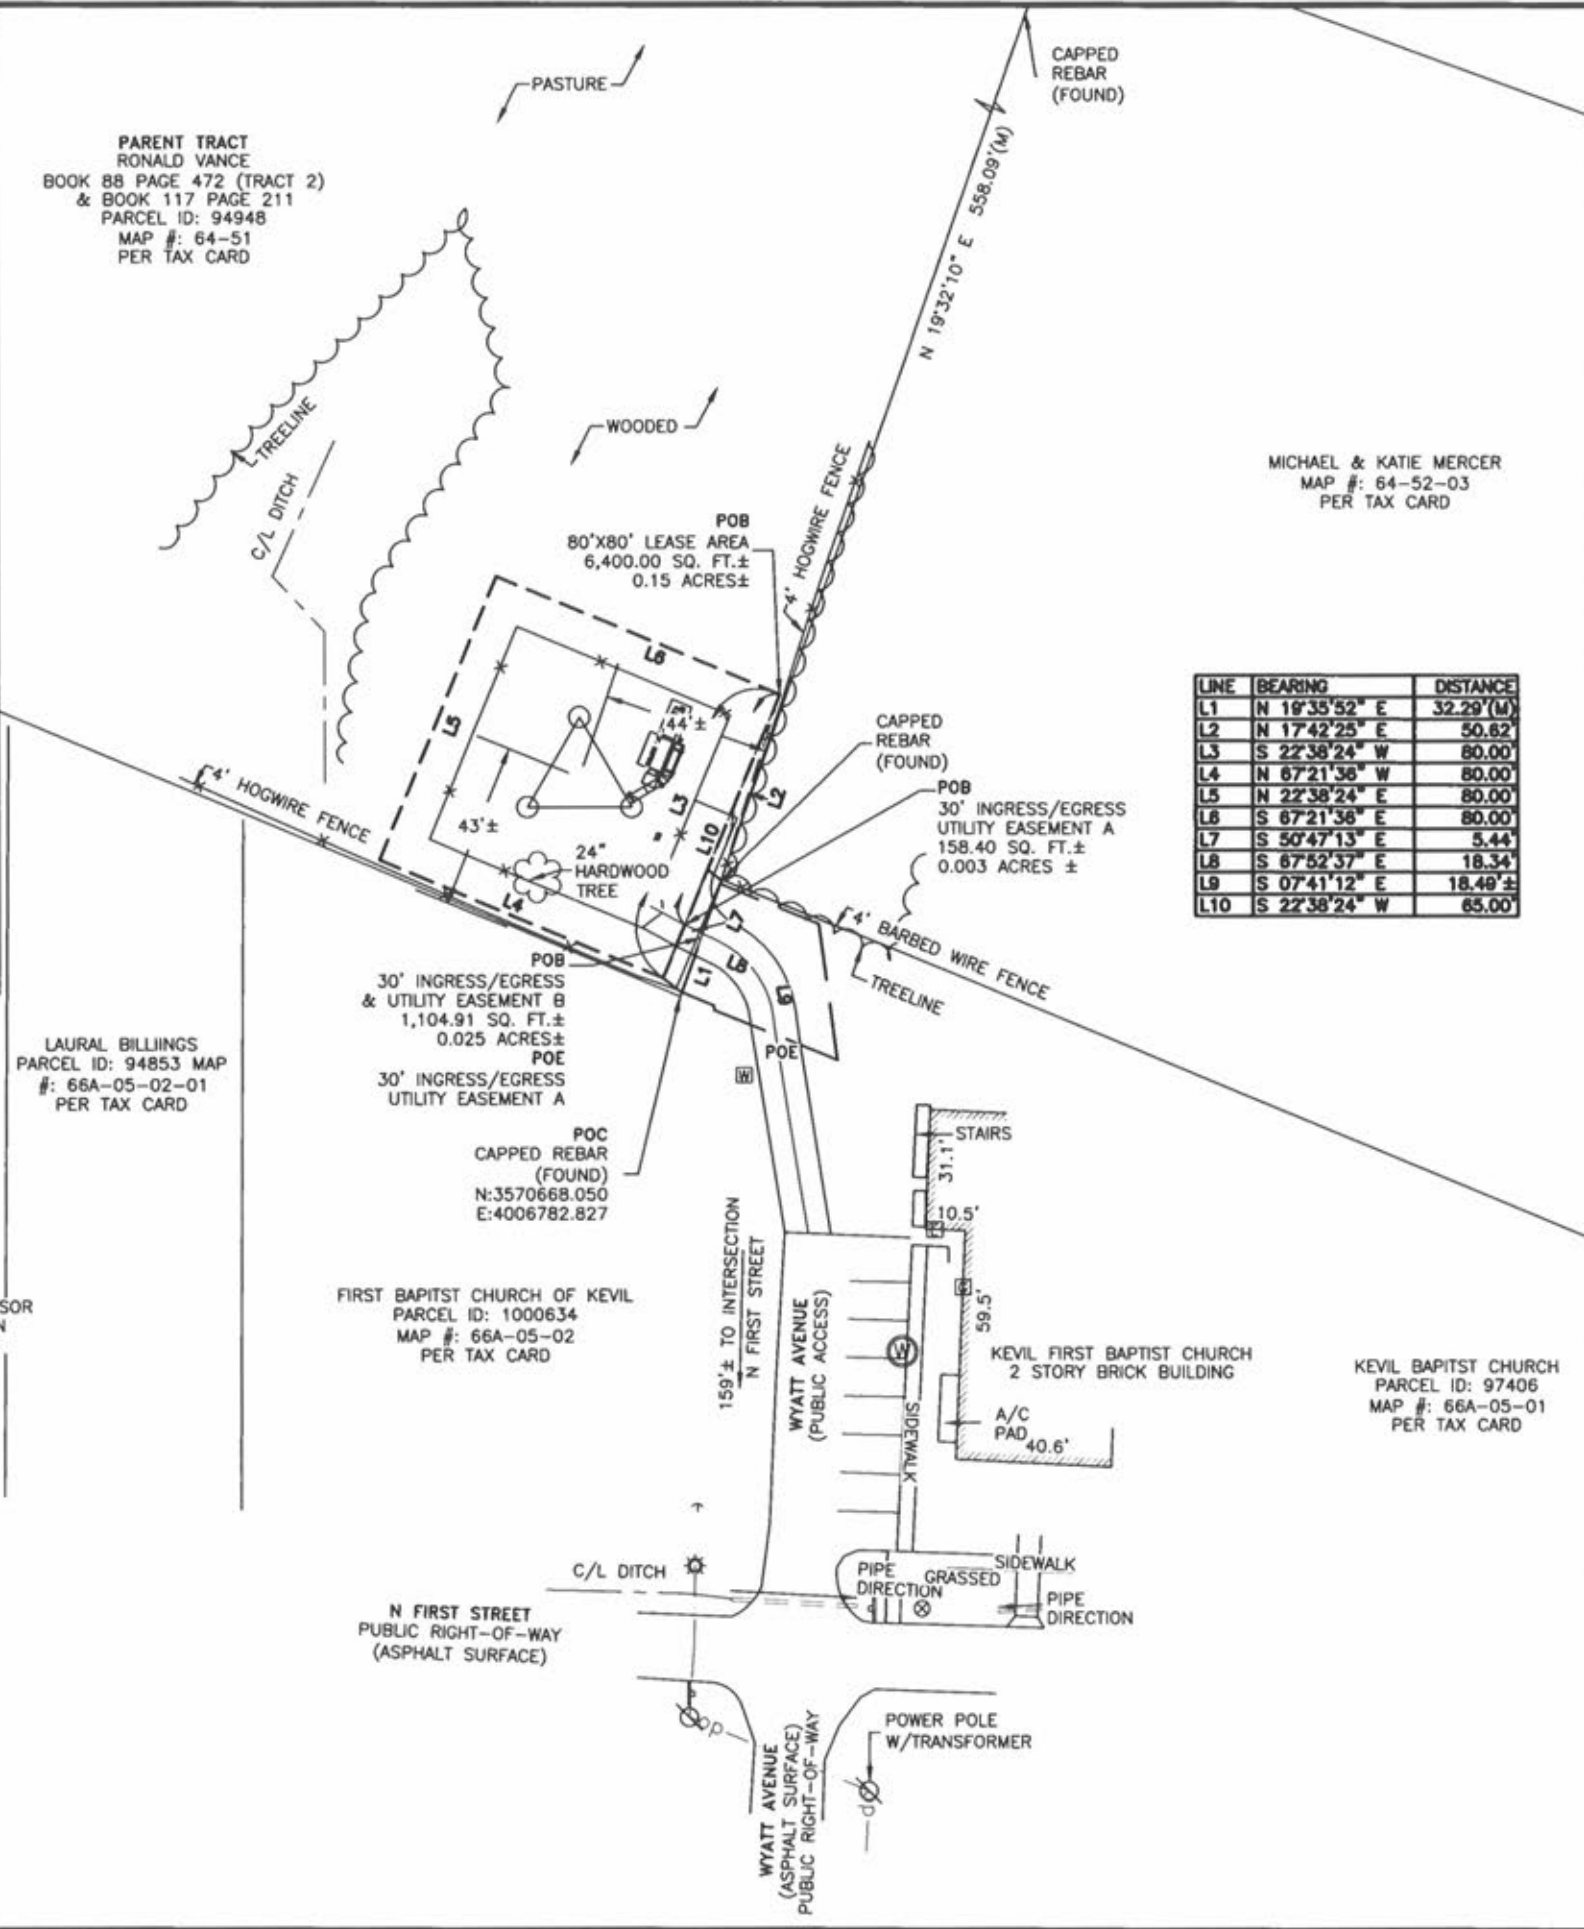 CAPPED
REBAR
(FOUND)
PASTURE
PARENT TRACT
RONALD VANCE
BOOK 88 PAGE 472 (TRACT 2)
& BOOK 117 PAGE 211
PARCEL ID: 94948
MAP #: 64-51
PER TAX CARD
N 19°32'10" E 558.09'(M)
TREELINE
C/L DITCH
WOODED
4' HOGWIRE FENCE
MICHAEL & KATIE MERCER
MAP #: 64-52-03
PER TAX CARD
POB
80'X80' LEASE AREA
6,400.00 SQ. FT.±
0.15 ACRES±
L6
L5
44'±
43'±
L3
L2
L10
24"
HARDWOOD
TREE
L4
L7
L8
L1
L9
LINE BEARING DISTANCE
L1 N 19°35'52" E 32.29'(M)
L2 N 17°42'25" E 50.62'
L3 S 22°38'24" W 80.00'
L4 N 67°21'36" W 80.00'
L5 N 22°38'24" E 80.00'
L6 S 67°21'36" E 80.00'
L7 S 50°47'13" E 5.44'
L8 S 67°52'37" E 18.34'
L9 S 07°41'12" E 18.49'±
L10 S 22°38'24" W 65.00'
CAPPED
REBAR
(FOUND)
POB
30' INGRESS/EGRESS
UTILITY EASEMENT A
158.40 SQ. FT.±
0.003 ACRES ±
4' HOGWIRE FENCE
4' BARBED WIRE FENCE
TREELINE
POB
30' INGRESS/EGRESS
& UTILITY EASEMENT B
1,104.91 SQ. FT.±
0.025 ACRES±
POE
30' INGRESS/EGRESS
UTILITY EASEMENT A
POE
W
LAURAL BILLIINGS
PARCEL ID: 94853 MAP
#: 66A-05-02-01
PER TAX CARD
POC
CAPPED REBAR
(FOUND)
N:3570668.050
E:4006782.827
STAIRS
31.1'
10.5'
59.5'
159'± TO INTERSECTION
N FIRST STREET
WYATT AVENUE
(PUBLIC ACCESS)
SOR
N
FIRST BAPITST CHURCH OF KEVIL
PARCEL ID: 1000634
MAP #: 66A-05-02
PER TAX CARD
W
KEVIL FIRST BAPTIST CHURCH
2 STORY BRICK BUILDING
KEVIL BAPITST CHURCH
PARCEL ID: 97406
MAP #: 66A-05-01
PER TAX CARD
A/C
PAD
40.6'
SIDEWALK
C/L DITCH
PIPE
DIRECTION
GRASSED
SIDEWALK
PIPE
DIRECTION
N FIRST STREET
PUBLIC RIGHT-OF-WAY
(ASPHALT SURFACE)
POWER POLE
W/TRANSFORMER
WYATT AVENUE
(ASPHALT SURFACE)
PUBLIC RIGHT-OF-WAY